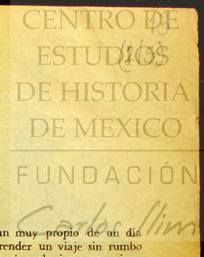 CENTRO DE
ESTUDIOS
DE HISTORIA
DE MEXICO
FUNDACIÓN
Carlos Slim
an muy propio de un día
render un viaje sin rumbo